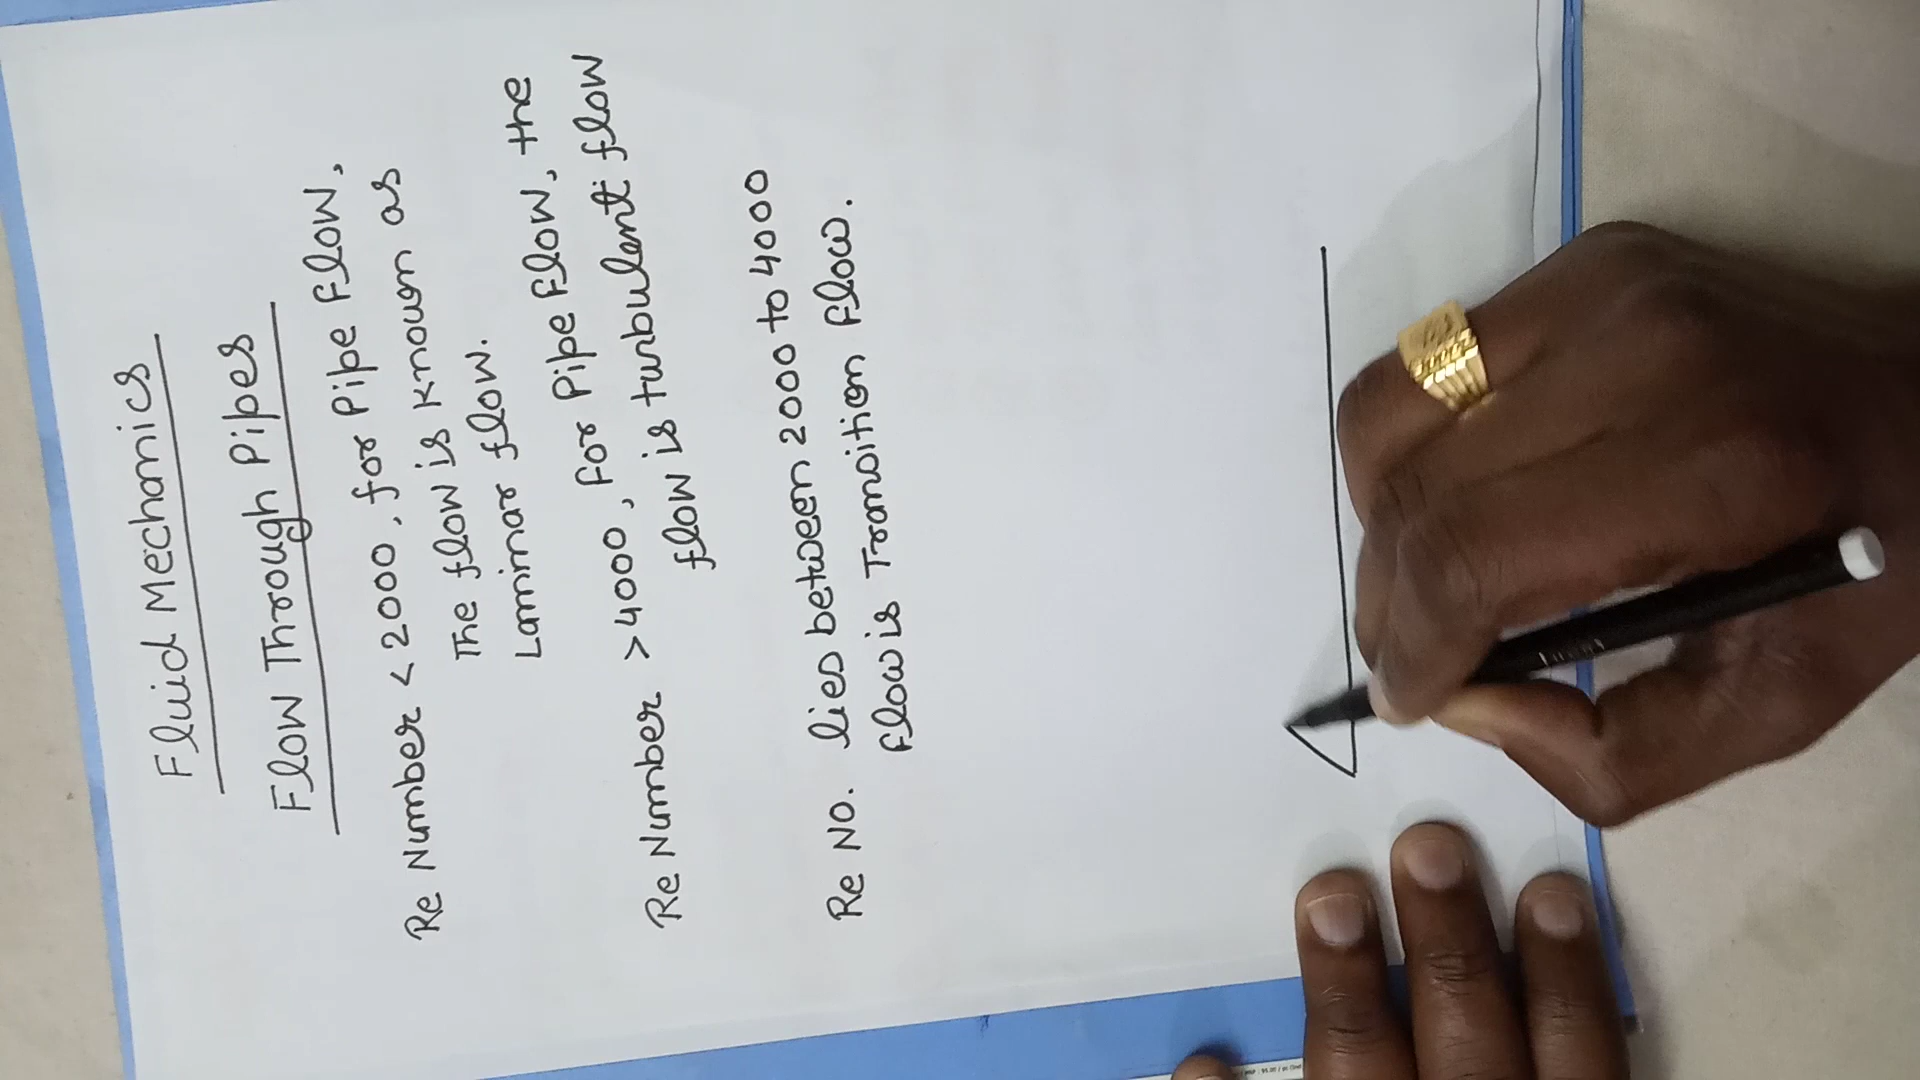 Fluid Mechanics
Flow Through Pipes
Re Number < 2000, for Pipe Flow,
The flow is known as
Laminar flow.
Re Number > 4000, for Pipe Flow, the
flow is turbulent flow
Re No. lies between 2000 to 4000
flow is Transition flow.